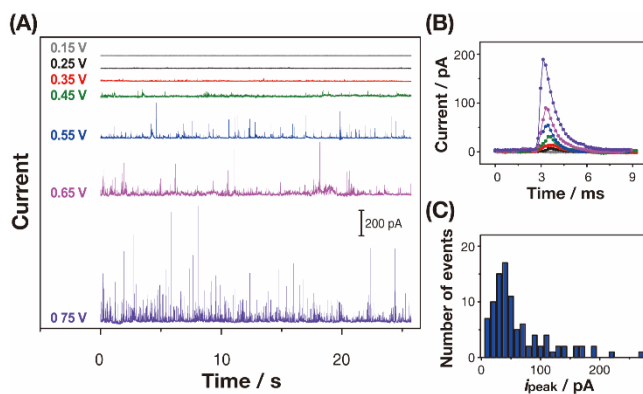 (A)
0.15 V
0.25 V
0.35 V
0.45 V
0.55 V
0.65 V
0 75 V
200 pA
Current
0 10 20
Time / s
(B)
200
100
0
Current / pA
0 3 6 9
Time / ms
(C)
20
10
0
Number of events
0 100 200
ipeak / pA